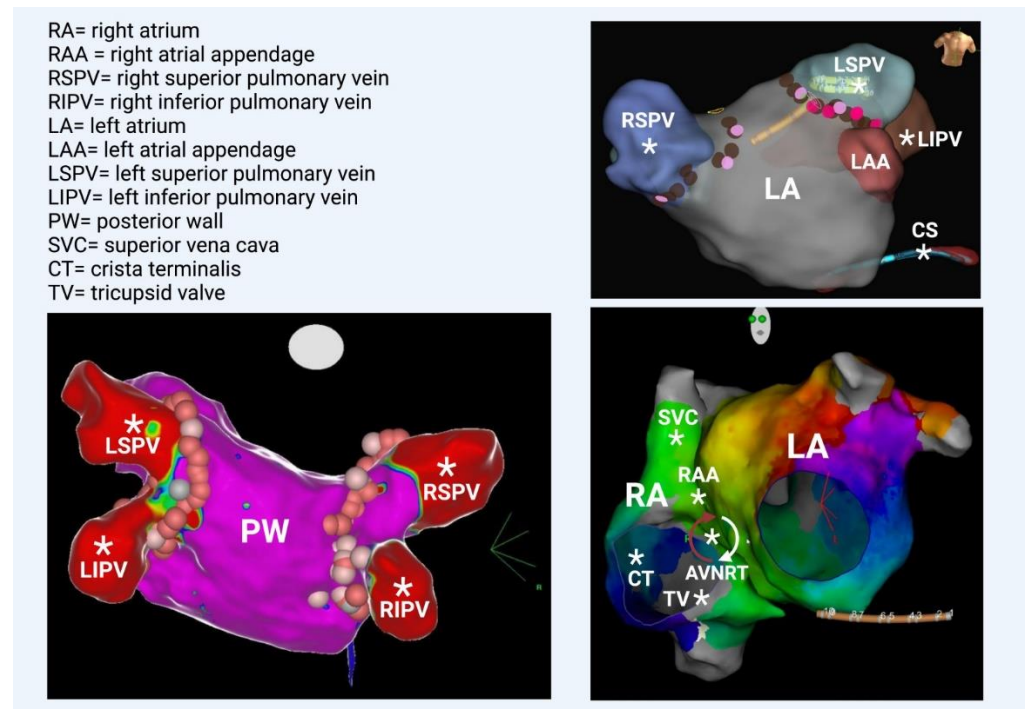 RA= right atrium
RAA = right atrial appendage
RSPV= right superior pulmonary vein
RIPV= right inferior pulmonary vein
LA= left atrium
LAA= left atrial appendage
LSPV= left superior pulmonary vein
LIPV= left inferior pulmonary vein
PW= posterior wall
SVC= superior vena cava
CT= crista terminalis
TV= tricupsid valve
LSPV
RSPV
LIPV
LAA
LA
CS
LSPV
RSPV
PW
LIPV
RIPV
R
SVC
LA
RAA
RA
CT
AVNRT
TV